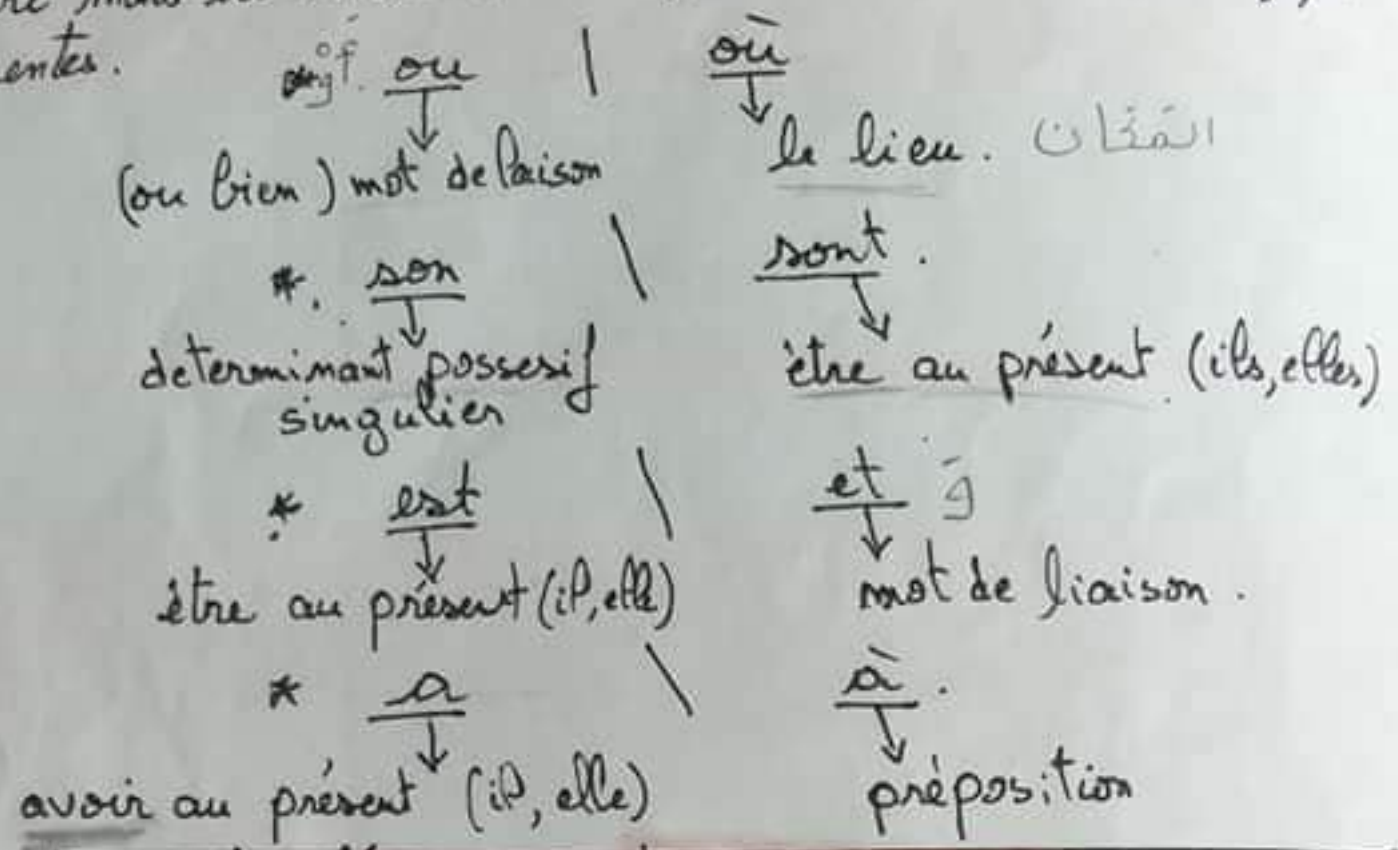 entes.
ou | où
(ou bien) mot de liaison
le lieu. المكان
*. son \ sont.
determinant possesif
singulier
être au présent (ils, elles)
* est \ et وَ
être au présent (il, elle)
mot de liaison.
* a \ à.
avoir au présent (il, elle)
préposition